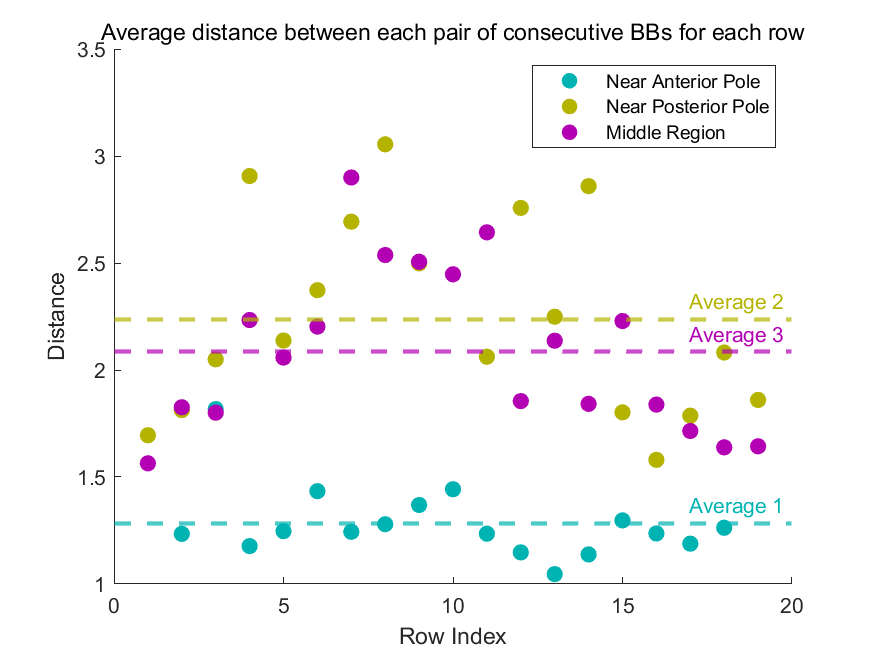 Average distance between each pair of consecutive BBs for each row
3.5
Near Anterior Pole
Near Posterior Pole
Middle Region
3
2.5
Average 2
Average 3
2
1.5
Average 1
1
0 5 10 15 20
Distance
Row Index